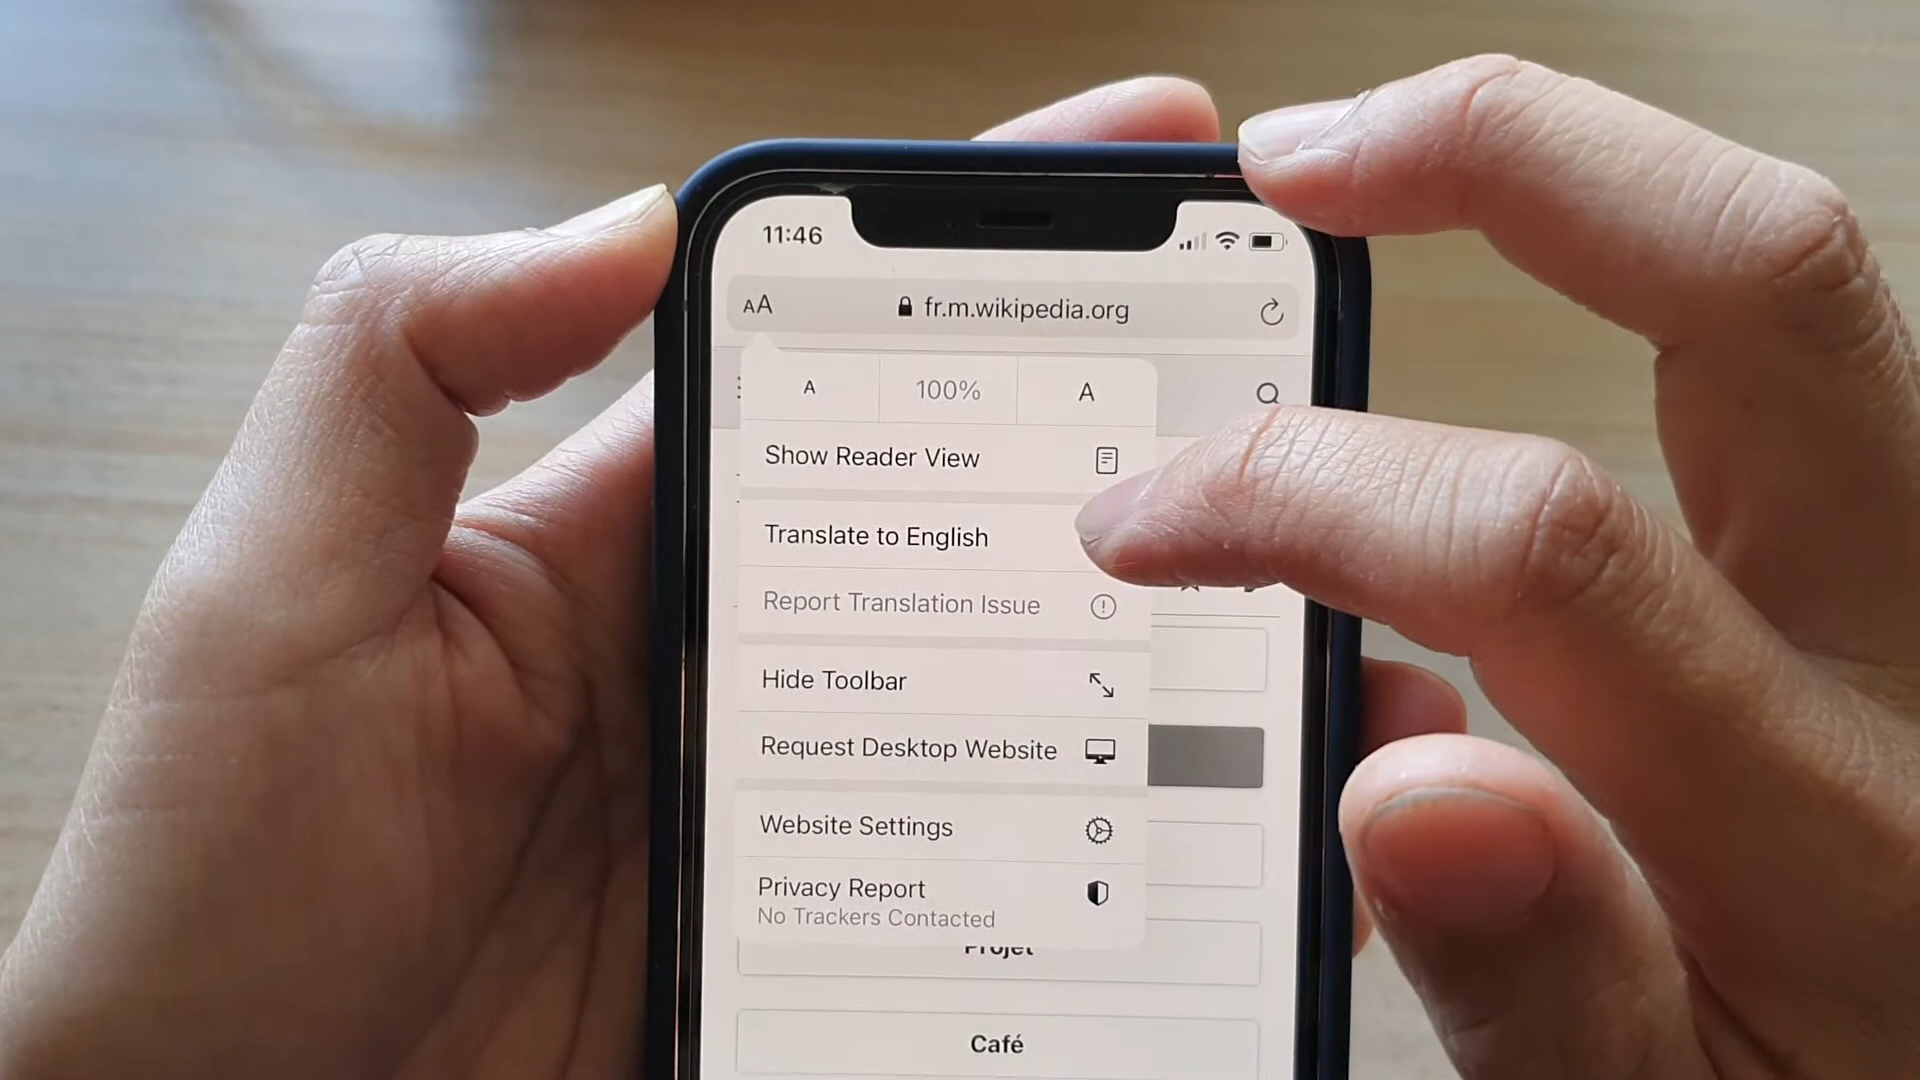 11:46
AA
fr.m.wikipedia.org
A
100%
A
Show Reader View
Translate to English
Report Translation Issue
Hide Toolbar
Request Desktop Website
Website Settings
Privacy Report
No Trackers Contacted
Projet
Café